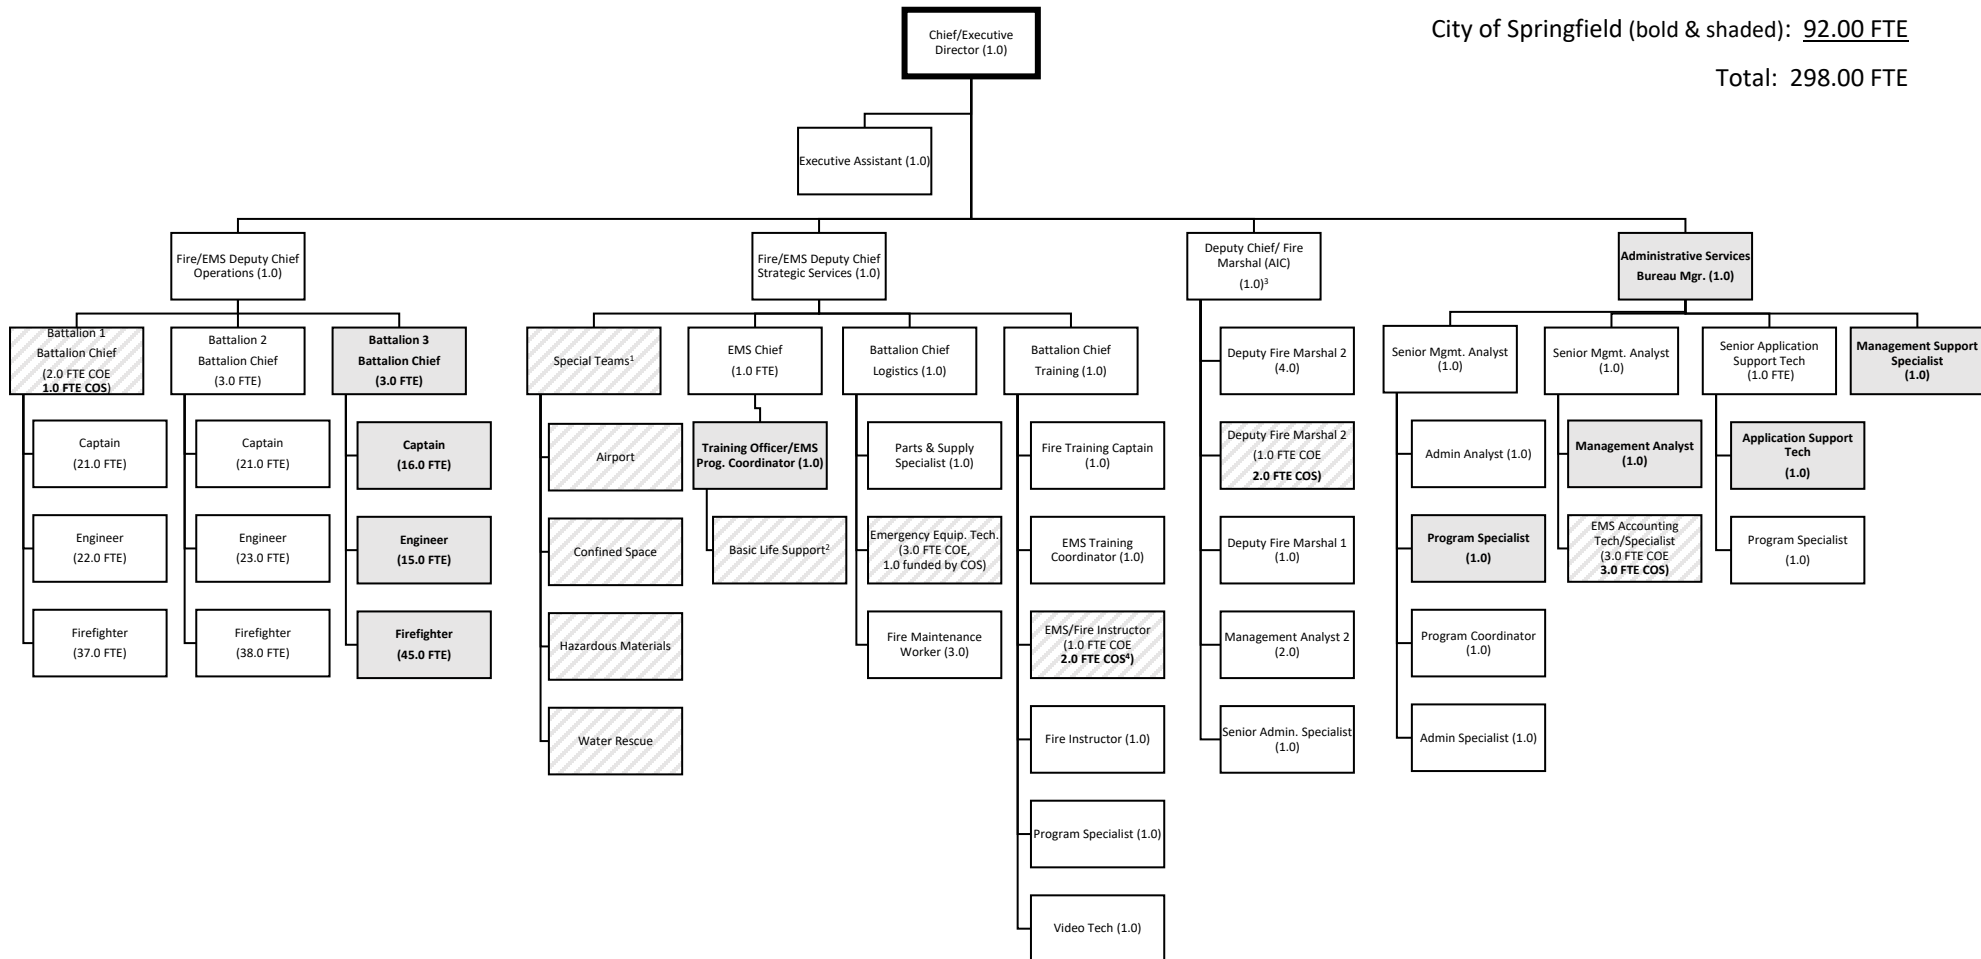 City of Springfield (bold & shaded): 92.00 FTE
Total: 298.00 FTE
Chief/Executive
Director (1.0)
Executive Assistant (1.0)
Fire/EMS Deputy Chief
Operations (1.0)
Battalion 1
Battalion Chief
(2.0 FTE COE
1.0 FTE COS)
Captain
(21.0 FTE)
Engineer
(22.0 FTE)
Firefighter
(37.0 FTE)
Battalion 2
Battalion Chief
(3.0 FTE)
Captain
(21.0 FTE)
Engineer
(23.0 FTE)
Firefighter
(38.0 FTE)
Battalion 3
Battalion Chief
(3.0 FTE)
Captain
(16.0 FTE)
Engineer
(15.0 FTE)
Firefighter
(45.0 FTE)
Fire/EMS Deputy Chief
Strategic Services (1.0)
Special Teams¹
Airport
Confined Space
Hazardous Materials
Water Rescue
EMS Chief
(1.0 FTE)
Training Officer/EMS
Prog. Coordinator (1.0)
Basic Life Support²
Battalion Chief
Logistics (1.0)
Parts & Supply
Specialist (1.0)
Emergency Equip. Tech.
(3.0 FTE COE,
1.0 funded by COS)
Fire Maintenance
Worker (3.0)
Battalion Chief
Training (1.0)
Fire Training Captain
(1.0)
EMS Training
Coordinator (1.0)
EMS/Fire Instructor
(1.0 FTE COE
2.0 FTE COS⁴)
Fire Instructor (1.0)
Program Specialist (1.0)
Video Tech (1.0)
Deputy Chief/ Fire
Marshal (AIC)
(1.0)³
Deputy Fire Marshal 2
(4.0)
Deputy Fire Marshal 2
(1.0 FTE COE
2.0 FTE COS)
Deputy Fire Marshal 1
(1.0)
Management Analyst 2
(2.0)
Senior Admin. Specialist
(1.0)
Administrative Services
Bureau Mgr. (1.0)
Senior Mgmt. Analyst
(1.0)
Admin Analyst (1.0)
Program Specialist
(1.0)
Program Coordinator
(1.0)
Admin Specialist (1.0)
Senior Mgmt. Analyst
(1.0)
Management Analyst
(1.0)
EMS Accounting
Tech/Specialist
(3.0 FTE COE
3.0 FTE COS)
Senior Application
Support Tech
(1.0 FTE)
Application Support
Tech
(1.0)
Program Specialist
(1.0)
Management Support
Specialist
(1.0)